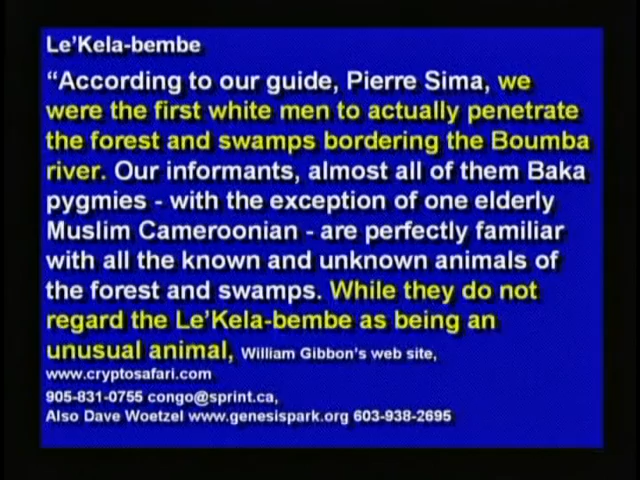 Le'Kela-bembe
“According to our guide, Pierre Sima, we
were the first white men to actually penetrate
the forest and swamps bordering the Boumba
river. Our informants, almost all of them Baka
pygmies - with the exception of one elderly
Muslim Cameroonian - are perfectly familiar
with all the known and unknown animals of
the forest and swamps. While they do not
regard the Le'Kela-bembe as being an
unusual animal, William Gibbon's web site,
www.cryptosafari.com
905-831-0755 congo@sprint.ca,
Also Dave Woetzel www.genesispark.org 603-938-2695